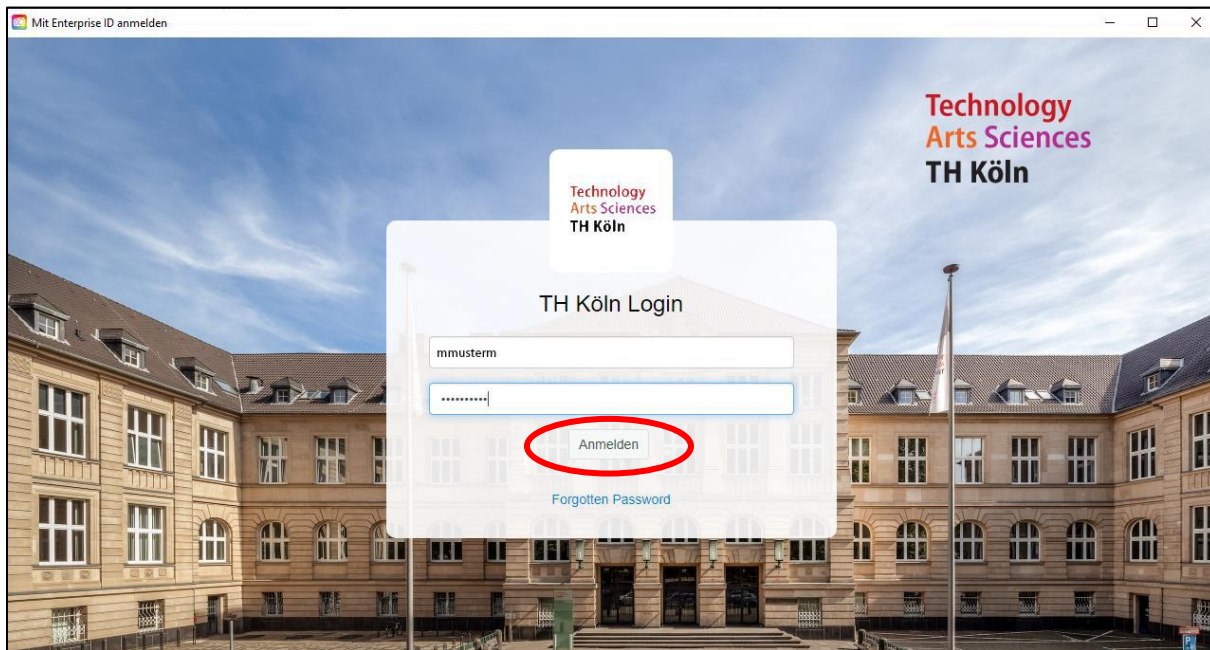 Mit Enterprise ID anmelden
Technology
Arts Sciences
TH Köln
Technology
Arts Sciences
TH Köln
TH Köln Login
mmusterm
••••••••••
Anmelden
Forgotten Password
P